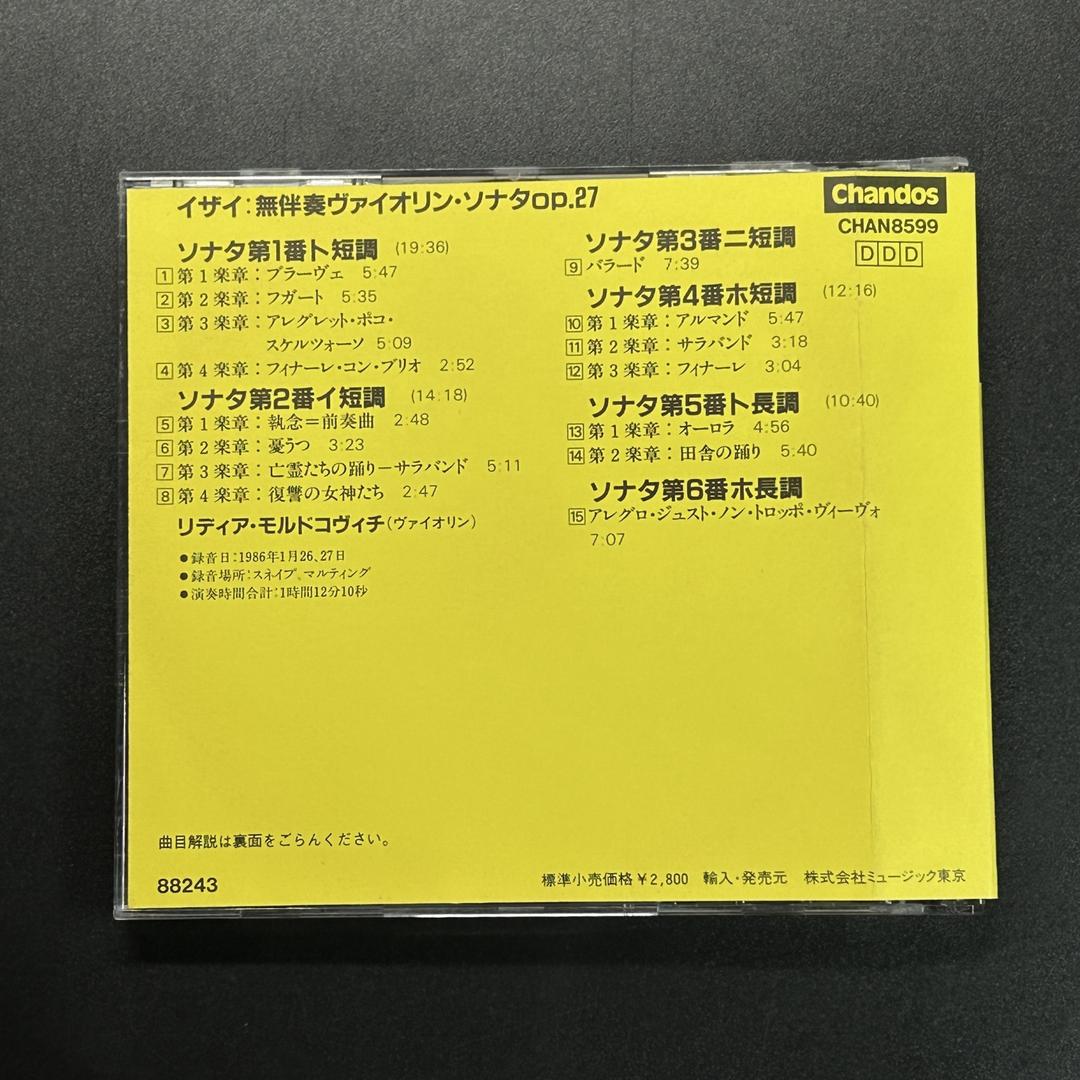 イザイ:無伴奏ヴァイオリン・ソナタop.27
ソナタ第1番ト短調 (19:36)
1 第1楽章:ブラーヴェ 5:47
2 第2楽章:フガート 5:35
3 第3楽章:アレグレット・ポコ・
スケルツォーソ 5:09
4 第4楽章:フィナーレ・コン・ブリオ 2:52
ソナタ第2番イ短調 (14:18)
5 第1楽章:執念=前奏曲 2:48
6 第2楽章:憂うつ 3:23
7 第3楽章:亡霊たちの踊り−サラバンド 5:11
8 第4楽章:復讐の女神たち 2:47
リディア・モルドコヴィチ(ヴァイオリン)
●録音日:1986年1月26、27日
●録音場所:スネイプ、マルティング
●演奏時間合計:1時間12分10秒
Chandos
CHAN8599
DDD
ソナタ第3番ニ短調
9 バラード 7:39
ソナタ第4番ホ短調 (12:16)
10 第1楽章:アルマンド 5:47
11 第2楽章:サラバンド 3:18
12 第3楽章:フィナーレ 3:04
ソナタ第5番ト長調 (10:40)
13 第1楽章:オーロラ 4:56
14 第2楽章:田舎の踊り 5:40
ソナタ第6番ホ長調
15 アレグロ・ジュスト・ノン・トロッポ・ヴィーヴォ
7:07
曲目解説は裏面をごらんください。
88243
標準小売価格¥2,800 輸入・発売元 株式会社ミュージック東京